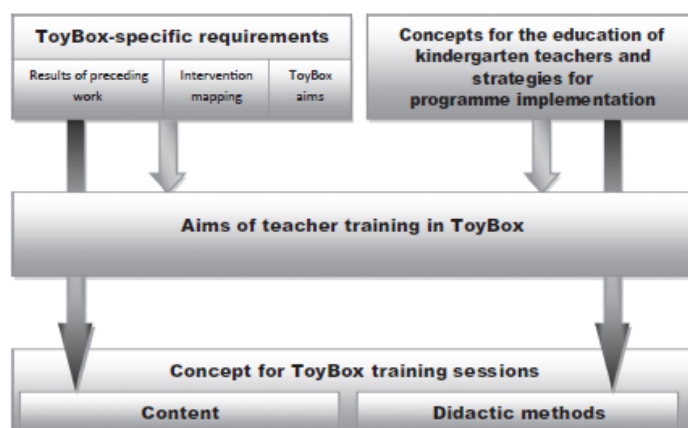 ToyBox-specific requirements
Results of preceding
work
Intervention
mapping
ToyBox
aims
Concepts for the education of
kindergarten teachers and
strategies for
programme implementation
Aims of teacher training in ToyBox
Concept for ToyBox training sessions
Content
Didactic methods